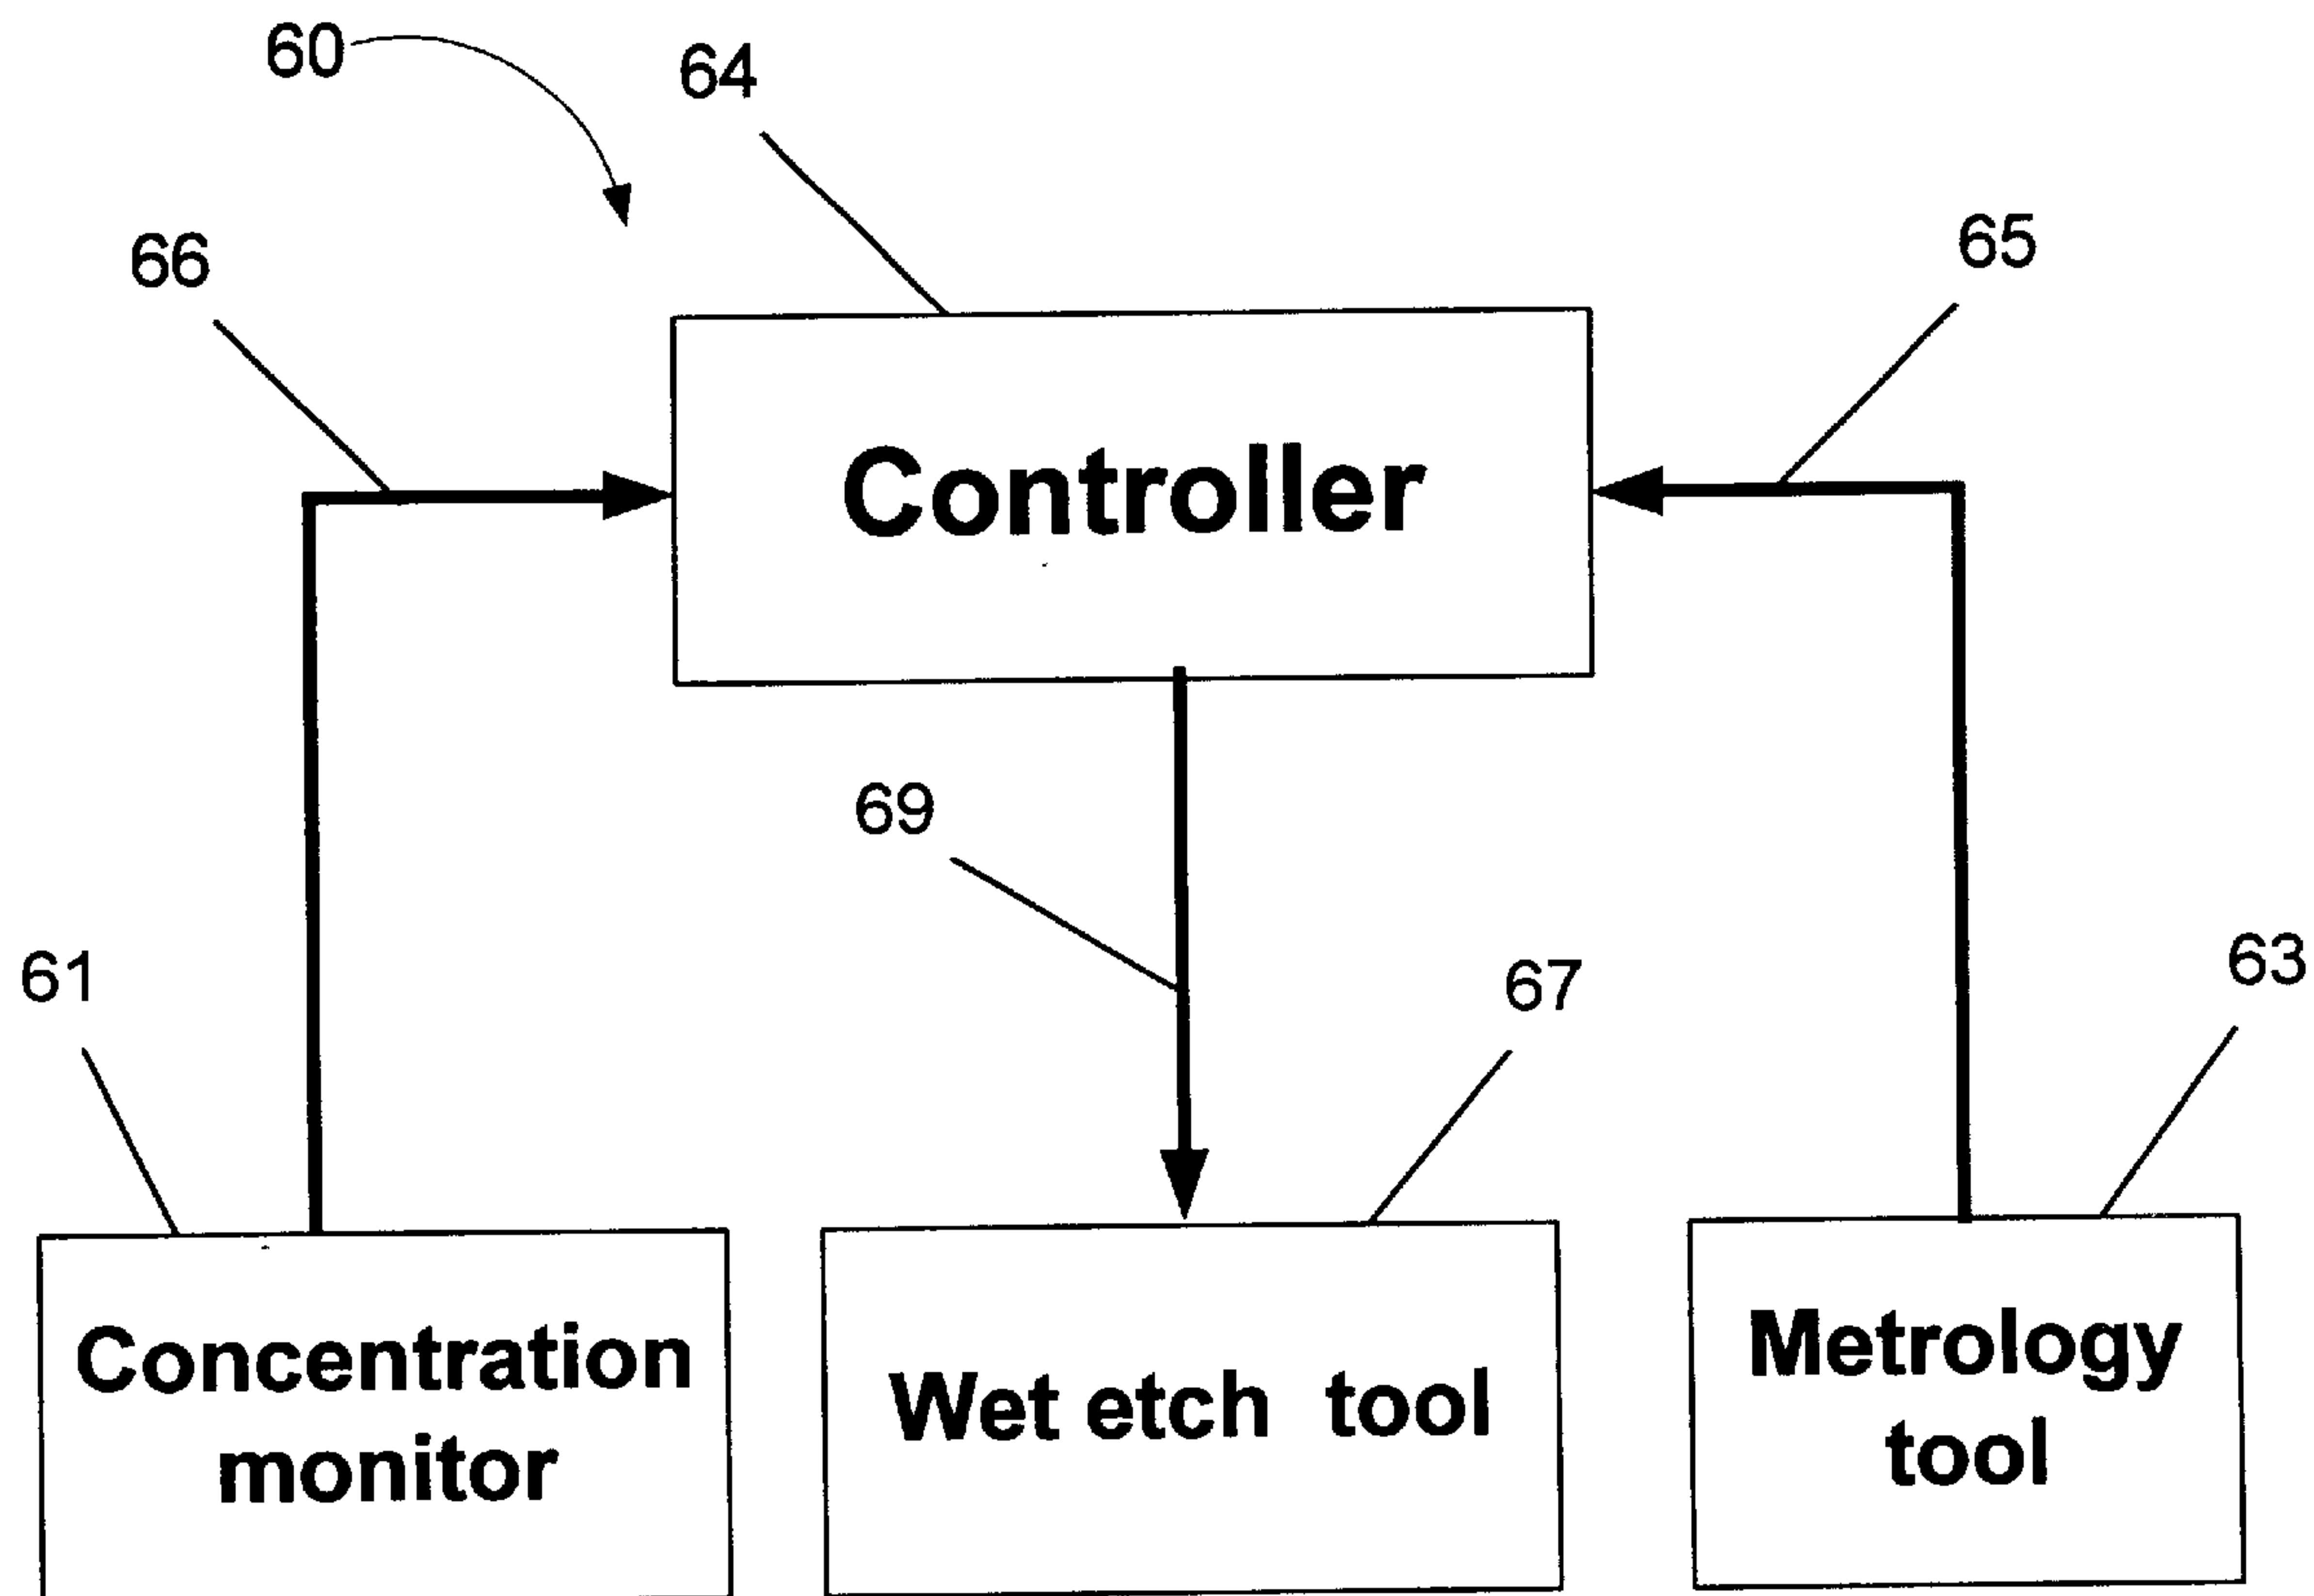 60
64
66
65
Controller
69
61
67
63
Concentration
monitor
Wet etch tool
Metrology
tool